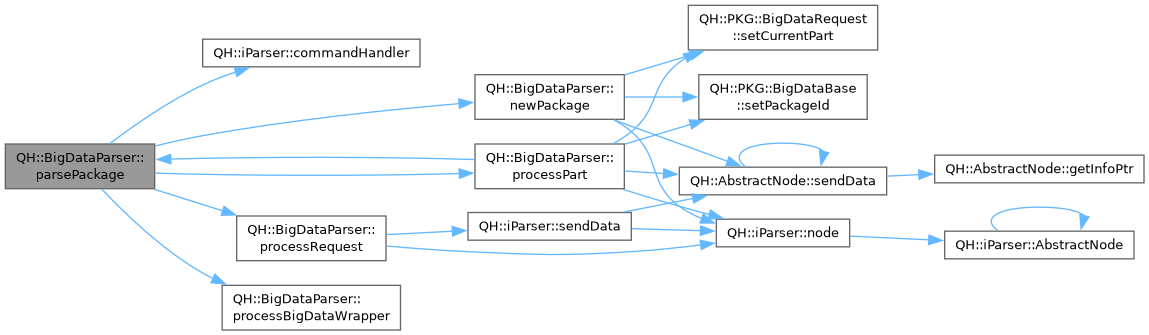 QH::BigDataParser::
parsePackage
QH::iParser::commandHandler
QH::BigDataParser::
newPackage
QH::BigDataParser::
processPart
QH::BigDataParser::
processRequest
QH::BigDataParser::
processBigDataWrapper
QH::iParser::sendData
QH::PKG::BigDataRequest
::setCurrentPart
QH::PKG::BigDataBase
::setPackageId
QH::AbstractNode::sendData
QH::iParser::node
QH::AbstractNode::getInfoPtr
QH::iParser::AbstractNode